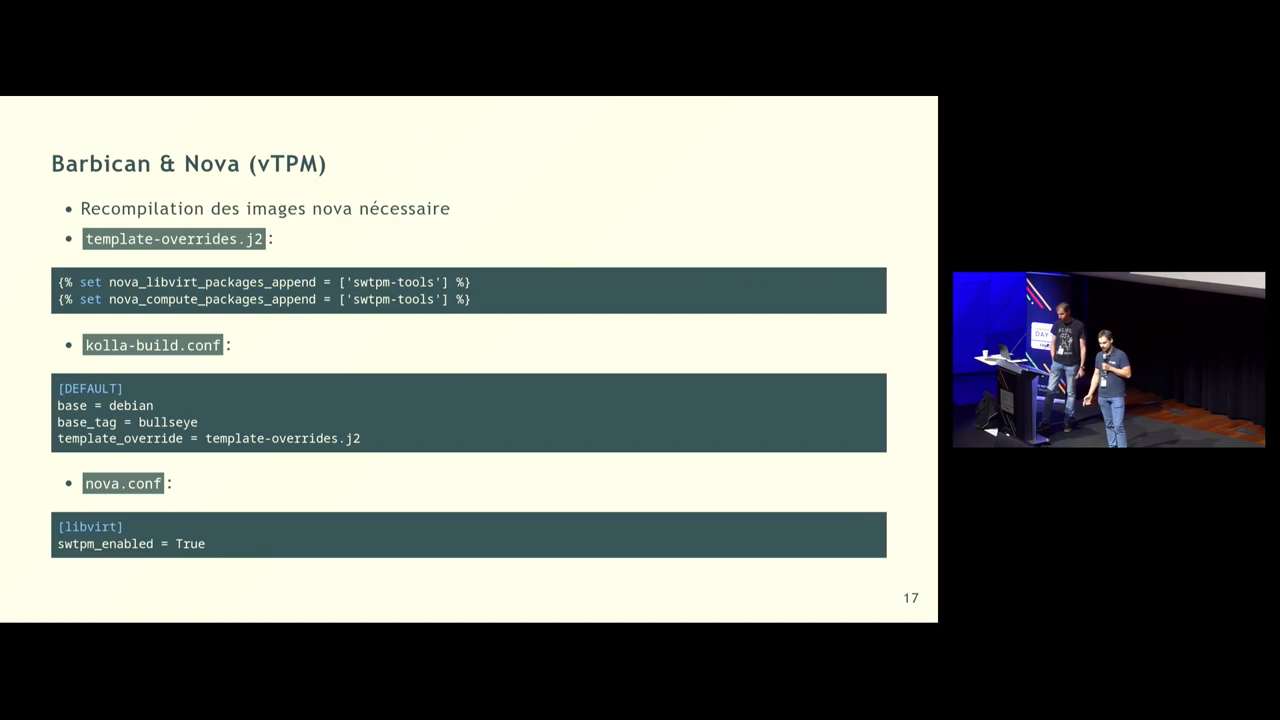 Barbican & Nova (vTPM)
• Recompilation des images nova nécessaire
• template-overrides.j2 :
{% set nova_libvirt_packages_append = ['swtpm-tools'] %}
{% set nova_compute_packages_append = ['swtpm-tools'] %}
• kolla-build.conf :
[DEFAULT]
base = debian
base_tag = bullseye
template_override = template-overrides.j2
• nova.conf :
[libvirt]
swtpm_enabled = True
17
DAY